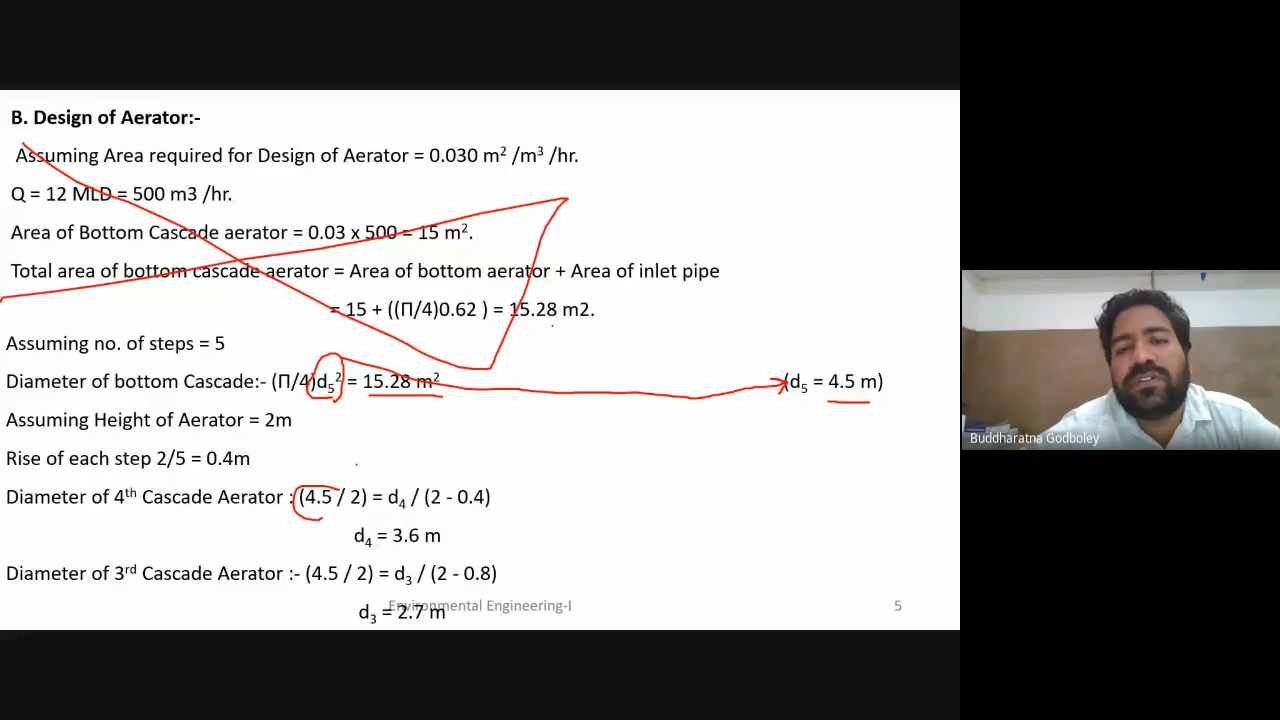 B. Design of Aerator:-
Assuming Area required for Design of Aerator = 0.030 m² /m³ /hr.
Q = 12 MLD = 500 m3 /hr.
Area of Bottom Cascade aerator = 0.03 x 500 = 15 m².
Total area of bottom cascade aerator = Area of bottom aerator + Area of inlet pipe
= 15 + ((Π/4)0.62 ) = 15.28 m2.
Assuming no. of steps = 5
Diameter of bottom Cascade:- (Π/4)d₅² = 15.28 m² (d₅ = 4.5 m)
Assuming Height of Aerator = 2m
Rise of each step 2/5 = 0.4m
Diameter of 4th Cascade Aerator : (4.5 / 2) = d₄ / (2 - 0.4)
d₄ = 3.6 m
Diameter of 3rd Cascade Aerator :- (4.5 / 2) = d₃ / (2 - 0.8)
d₃ = 2.7 m
Environmental Engineering-I 5
Buddharatna Godboley